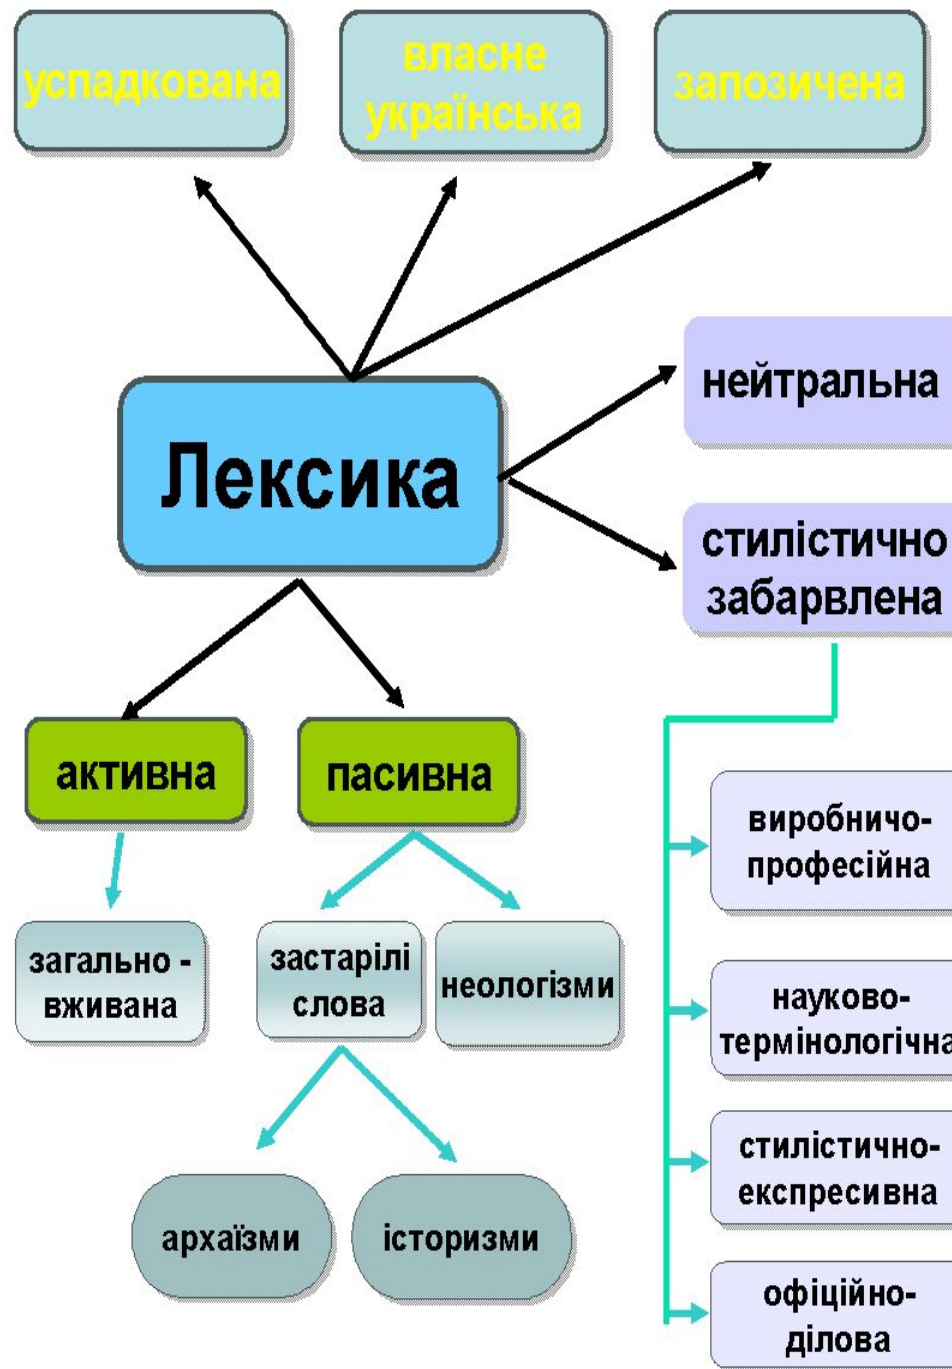 успадкована
власне
українська
запозичена
Лексика
нейтральна
стилістично
забарвлена
активна
пасивна
загально -
вживана
застарілі
слова
неологізми
архаїзми
історизми
виробничо-
професійна
науково-
термінологічна
стилістично-
експресивна
офіційно-
ділова